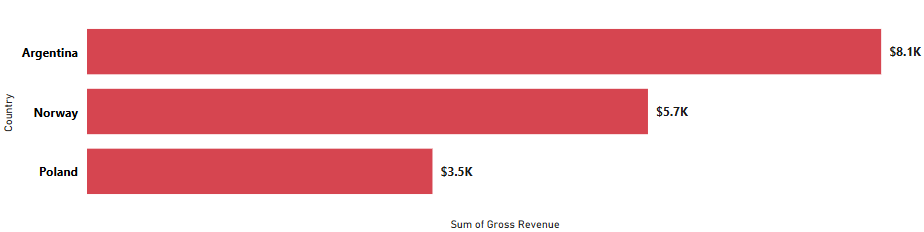 Country
Argentina $8.1K
Norway $5.7K
Poland $3.5K
Sum of Gross Revenue